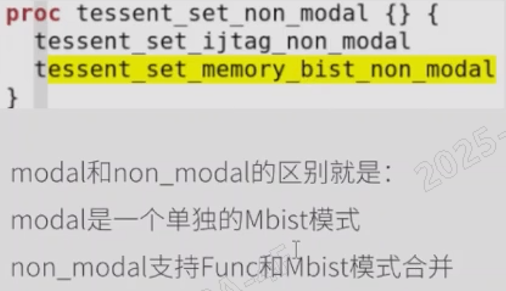 proc tessent_set_non_modal {} {
  tessent_set_ijtag_non_modal
  tessent_set_memory_bist_non_modal
}
modal和non_modal的区别就是：
modal是一个单独的Mbist模式
non_modal支持Func和Mbist模式合并
2025-